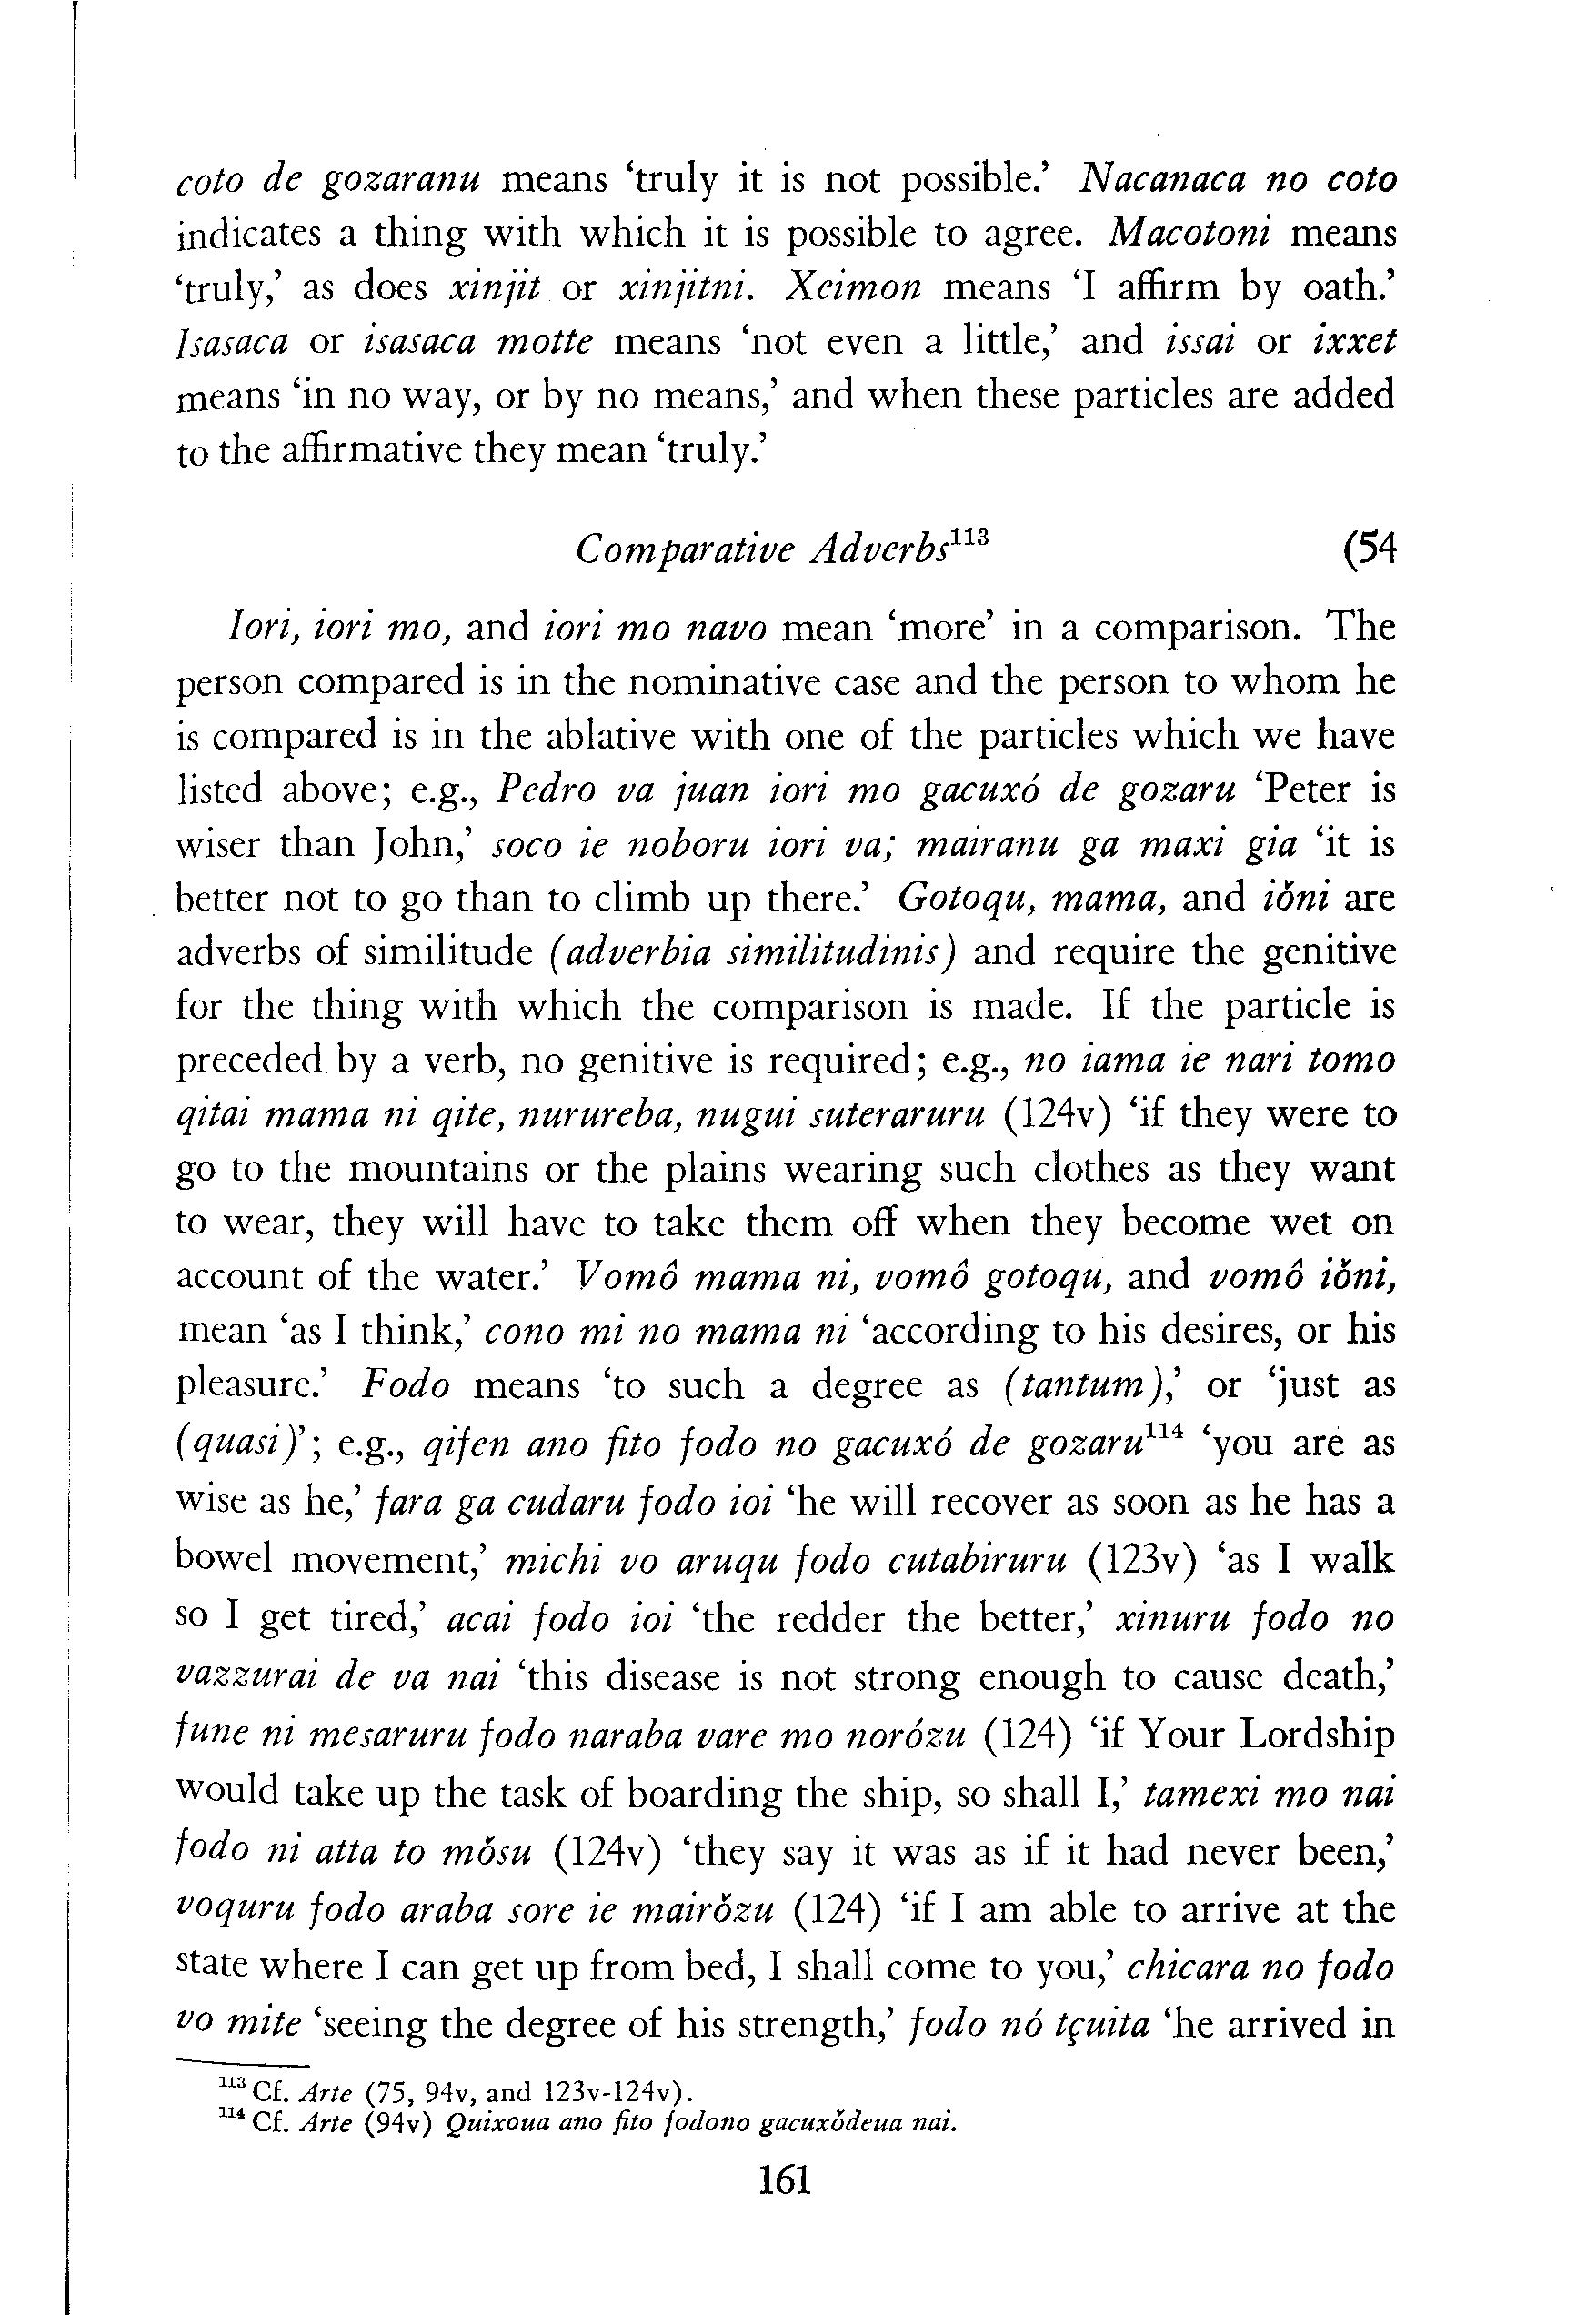 coto de gozaranu means ‘truly it is not possible.’ Nacanaca no coto
indicates a thing with which it is possible to agree. Macotoni means
‘truly,’ as does xinjit or xinjitni. Xeimon means ‘I affirm by oath.’
Isasaca or isasaca motte means ‘not even a little,’ and issai or ixxet
means ‘in no way, or by no means,’ and when these particles are added
to the affirmative they mean ‘truly.’
Comparative Adverbs¹¹³ (54
Iori, iori mo, and iori mo navo mean ‘more’ in a comparison. The
person compared is in the nominative case and the person to whom he
is compared is in the ablative with one of the particles which we have
listed above; e.g., Pedro va juan iori mo gacuxó de gozaru ‘Peter is
wiser than John,’ soco ie noboru iori va; mairanu ga maxi gia ‘it is
better not to go than to climb up there.’ Gotoqu, mama, and iǒni are
adverbs of similitude (adverbia similitudinis) and require the genitive
for the thing with which the comparison is made. If the particle is
preceded by a verb, no genitive is required; e.g., no iama ie nari tomo
qitai mama ni qite, nurureba, nugui suteraruru (124v) ‘if they were to
go to the mountains or the plains wearing such clothes as they want
to wear, they will have to take them off when they become wet on
account of the water.’ Vomô mama ni, vomô gotoqu, and vomô iǒni,
mean ‘as I think,’ cono mi no mama ni ‘according to his desires, or his
pleasure.’ Fodo means ‘to such a degree as (tantum),’ or ‘just as
(quasi)’; e.g., qifen ano fito fodo no gacuxó de gozaru¹¹⁴ ‘you are as
wise as he,’ fara ga cudaru fodo ioi ‘he will recover as soon as he has a
bowel movement,’ michi vo aruqu fodo cutabiruru (123v) ‘as I walk
so I get tired,’ acai fodo ioi ‘the redder the better,’ xinuru fodo no
vazzurai de va nai ‘this disease is not strong enough to cause death,’
fune ni mesaruru fodo naraba vare mo norózu (124) ‘if Your Lordship
would take up the task of boarding the ship, so shall I,’ tamexi mo nai
fodo ni atta to mǒsu (124v) ‘they say it was as if it had never been,’
voquru fodo araba sore ie mairǒzu (124) ‘if I am able to arrive at the
state where I can get up from bed, I shall come to you,’ chicara no fodo
vo mite ‘seeing the degree of his strength,’ fodo nó tçuita ‘he arrived in
¹¹³ Cf. Arte (75, 94v, and 123v-124v).
¹¹⁴ Cf. Arte (94v) Quixoua ano fito fodono gacuxǒdeua nai.
161